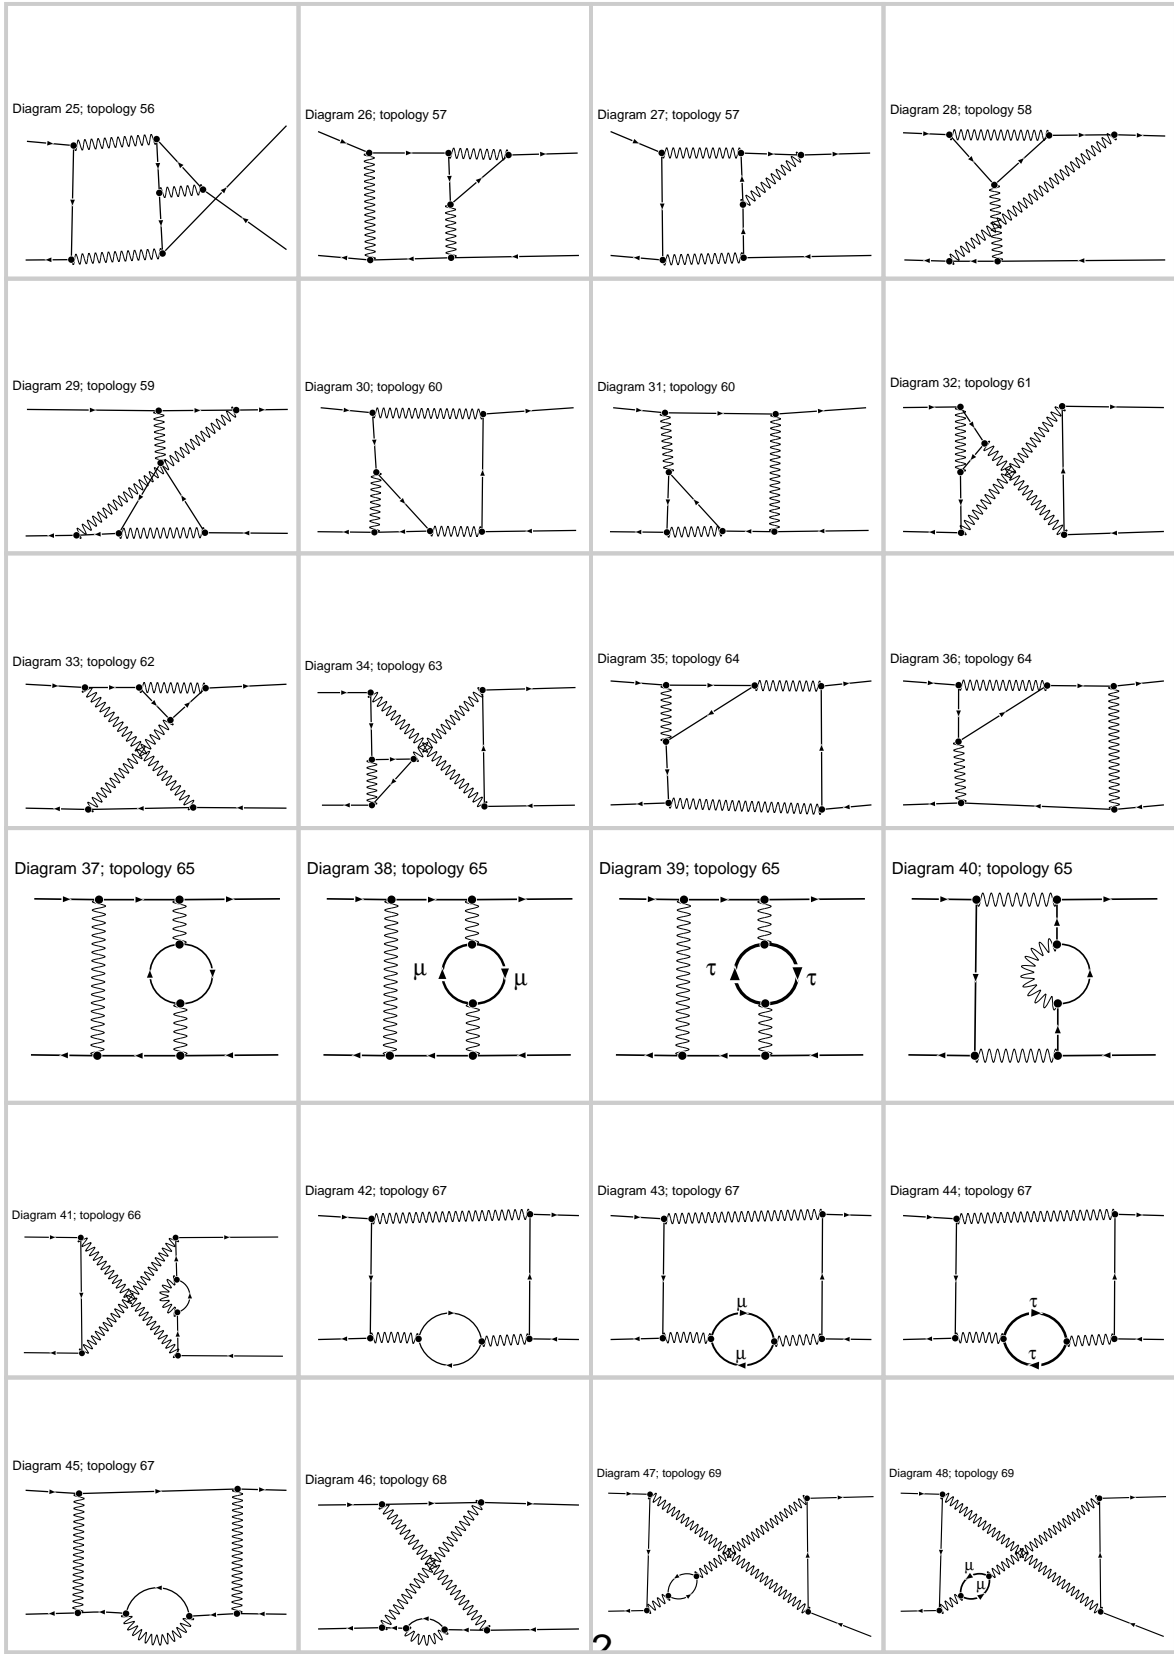 Diagram 25; topology 56
Diagram 26; topology 57
Diagram 27; topology 57
Diagram 28; topology 58
Diagram 29; topology 59
Diagram 30; topology 60
Diagram 31; topology 60
Diagram 32; topology 61
Diagram 33; topology 62
Diagram 34; topology 63
Diagram 35; topology 64
Diagram 36; topology 64
Diagram 37; topology 65
Diagram 38; topology 65
μ μ
Diagram 39; topology 65
τ τ
Diagram 40; topology 65
Diagram 41; topology 66
Diagram 42; topology 67
Diagram 43; topology 67
μ
μ
Diagram 44; topology 67
τ
τ
Diagram 45; topology 67
Diagram 46; topology 68
Diagram 47; topology 69
Diagram 48; topology 69
μ
μ
2